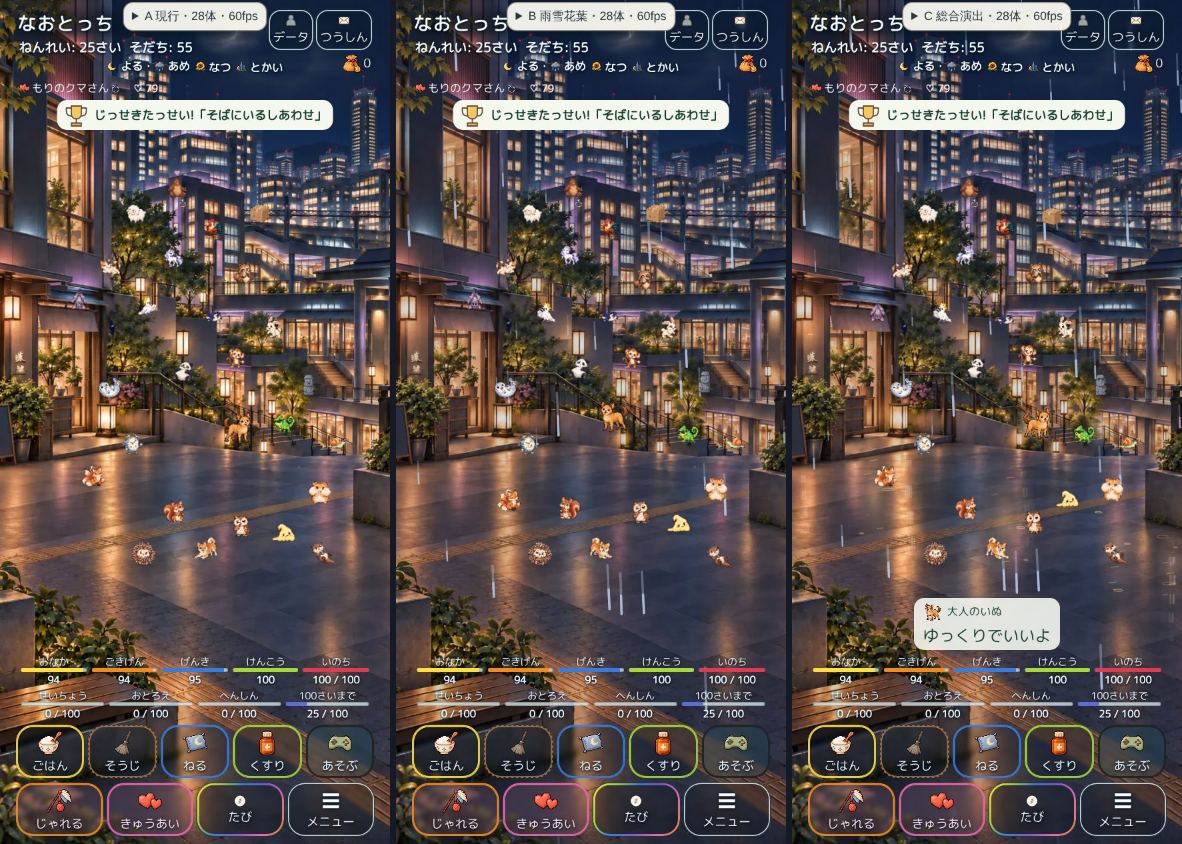 ▶ A 現行・28体・60fps
なおとっち
データ
つうしん
ねんれい: 25さい そだち: 55
よる・あめ なつ とかい
0
もりのクマさん ♡ 79
じっせきたっせい!「そばにいるしあわせ」
おなか ごきげん げんき けんこう いのち
94 94 95 100 100 / 100
せいちょう おとろえ へんしん 100さいまで
0 / 100 0 / 100 0 / 100 25 / 100
ごはん そうじ ねる くすり あそぶ
じゃれる きゅうあい たび メニュー
▶ B 雨雪花葉・28体・60fps
なおとっち
データ
つうしん
ねんれい: 25さい そだち: 55
よる・あめ なつ とかい
0
もりのクマさん ♡ 79
じっせきたっせい!「そばにいるしあわせ」
おなか ごきげん げんき けんこう いのち
94 94 95 100 100 / 100
せいちょう おとろえ へんしん 100さいまで
0 / 100 0 / 100 0 / 100 25 / 100
ごはん そうじ ねる くすり あそぶ
じゃれる きゅうあい たび メニュー
▶ C 総合演出・28体・60fps
なおとっち
データ
つうしん
ねんれい: 25さい そだち: 55
よる・あめ なつ とかい
0
もりのクマさん ♡ 79
じっせきたっせい!「そばにいるしあわせ」
大人のいぬ
ゆっくりでいいよ
おなか ごきげん げんき けんこう いのち
94 94 95 100 100 / 100
せいちょう おとろえ へんしん 100さいまで
0 / 100 0 / 100 0 / 100 25 / 100
ごはん そうじ ねる くすり あそぶ
じゃれる きゅうあい たび メニュー